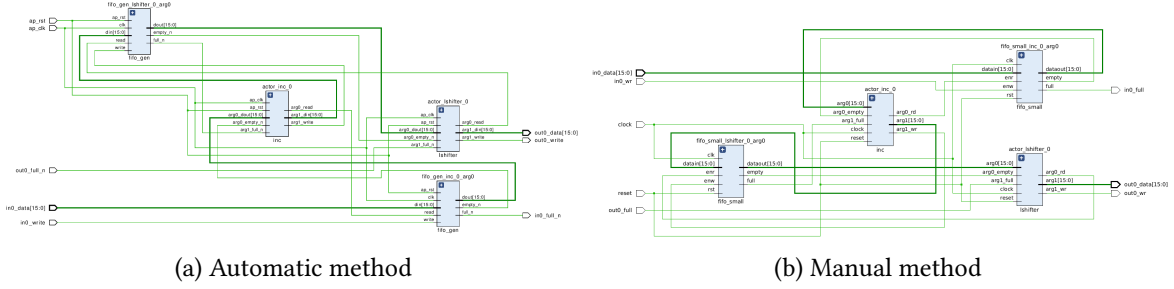 fifo_gen_lshifter_0_arg0
ap_rst
ap_clk
ap_rst
clk
din[15:0]
read
write
dout[15:0]
empty_n
full_n
fifo_gen
actor_inc_0
ap_clk
ap_rst
arg0_dout[15:0]
arg0_empty_n
arg1_full_n
arg0_read
arg1_din[15:0]
arg1_write
inc
actor_lshifter_0
ap_clk
ap_rst
arg0_dout[15:0]
arg0_empty_n
arg1_full_n
arg0_read
arg1_din[15:0]
arg1_write
lshifter
out0_data[15:0]
out0_write
out0_full_n
fifo_gen_inc_0_arg0
ap_rst
clk
din[15:0]
read
write
dout[15:0]
empty_n
full_n
fifo_gen
in0_data[15:0]
in0_write
in0_full_n
(a) Automatic method
fifo_small_inc_0_arg0
in0_data[15:0]
in0_wr
clk
datain[15:0]
enr
enw
rst
dataout[15:0]
empty
full
fifo_small
in0_full
actor_inc_0
arg0[15:0]
arg0_empty
arg1_full
clock
reset
arg0_rd
arg1[15:0]
arg1_wr
inc
clock
fifo_small_lshifter_0_arg0
clk
datain[15:0]
enr
enw
rst
dataout[15:0]
empty
full
fifo_small
actor_lshifter_0
arg0[15:0]
arg0_empty
arg1_full
clock
reset
arg0_rd
arg1[15:0]
arg1_wr
lshifter
out0_data[15:0]
out0_wr
reset
out0_full
(b) Manual method